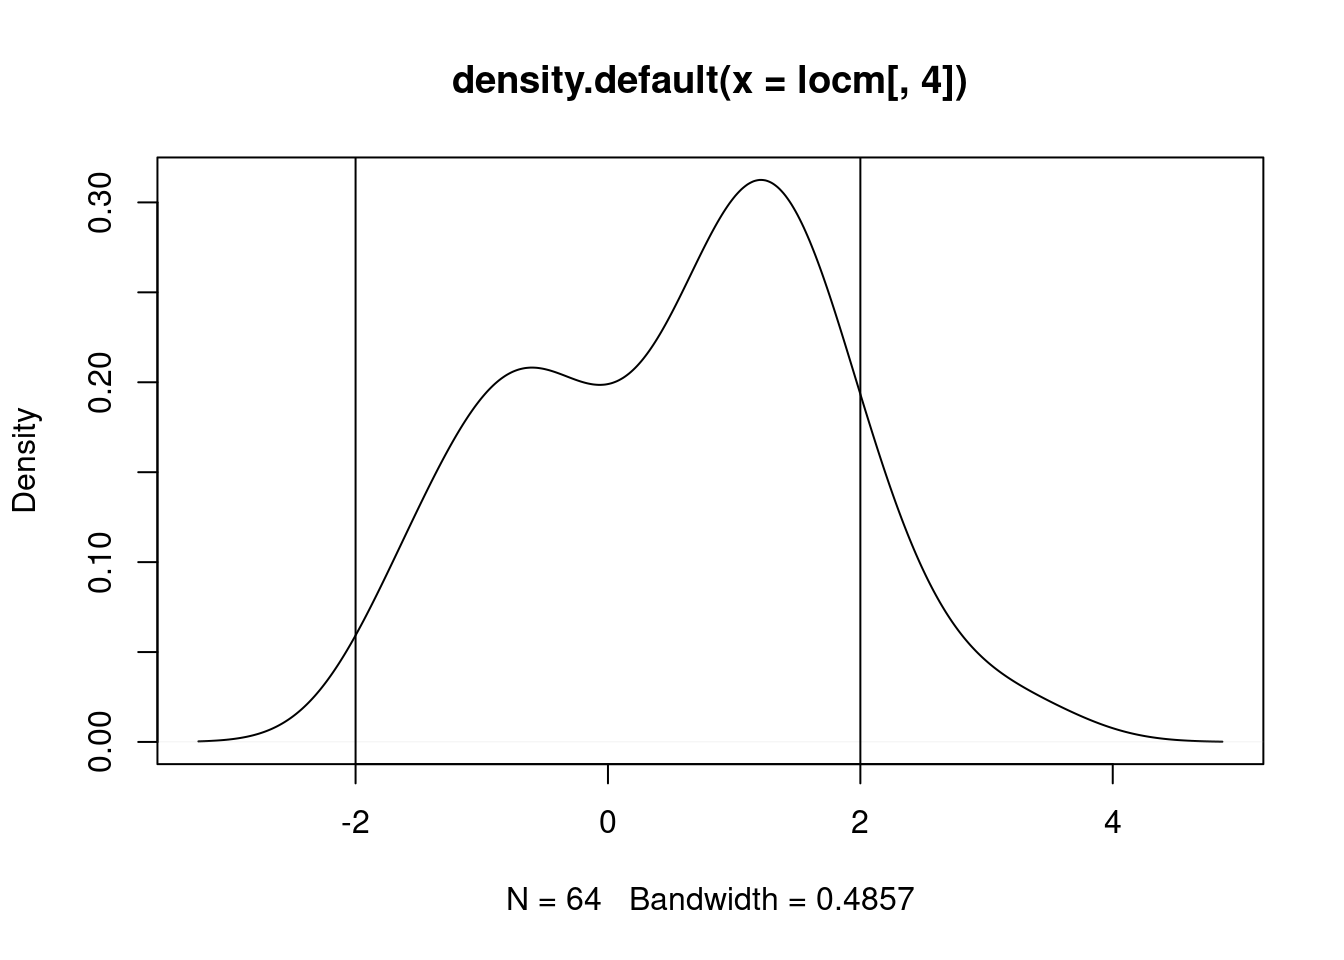 density.default(x = locm[, 4])
Density
0.30
0.20
0.10
0.00
-2 0 2 4
N = 64 Bandwidth = 0.4857